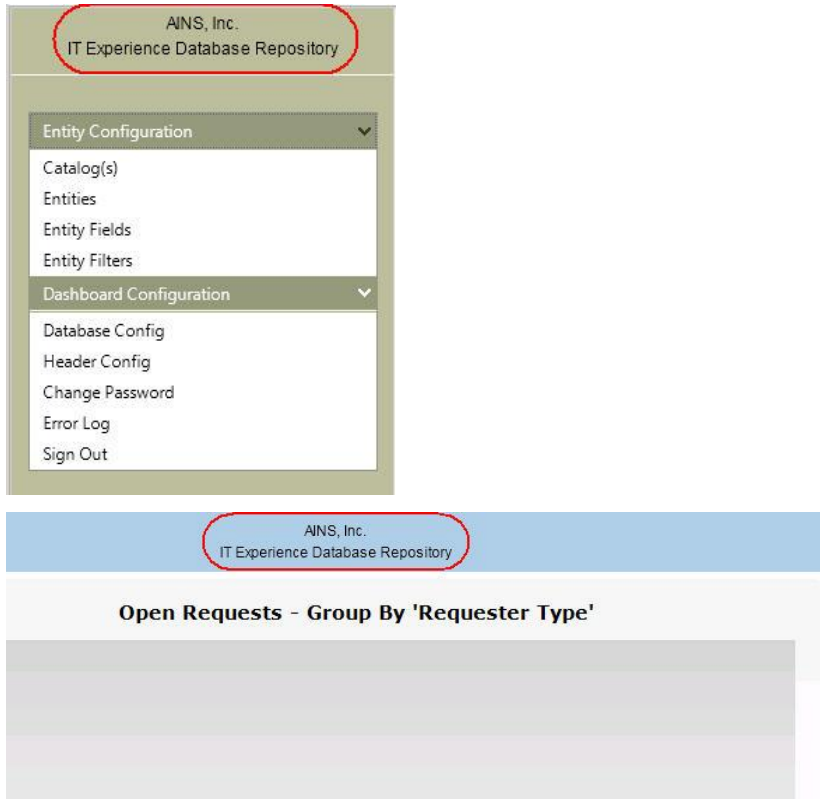 AINS, Inc.
IT Experience Database Repository
Entity Configuration
Catalog(s)
Entities
Entity Fields
Entity Filters
Dashboard Configuration
Database Config
Header Config
Change Password
Error Log
Sign Out
AINS, Inc.
IT Experience Database Repository
Open Requests - Group By 'Requester Type'